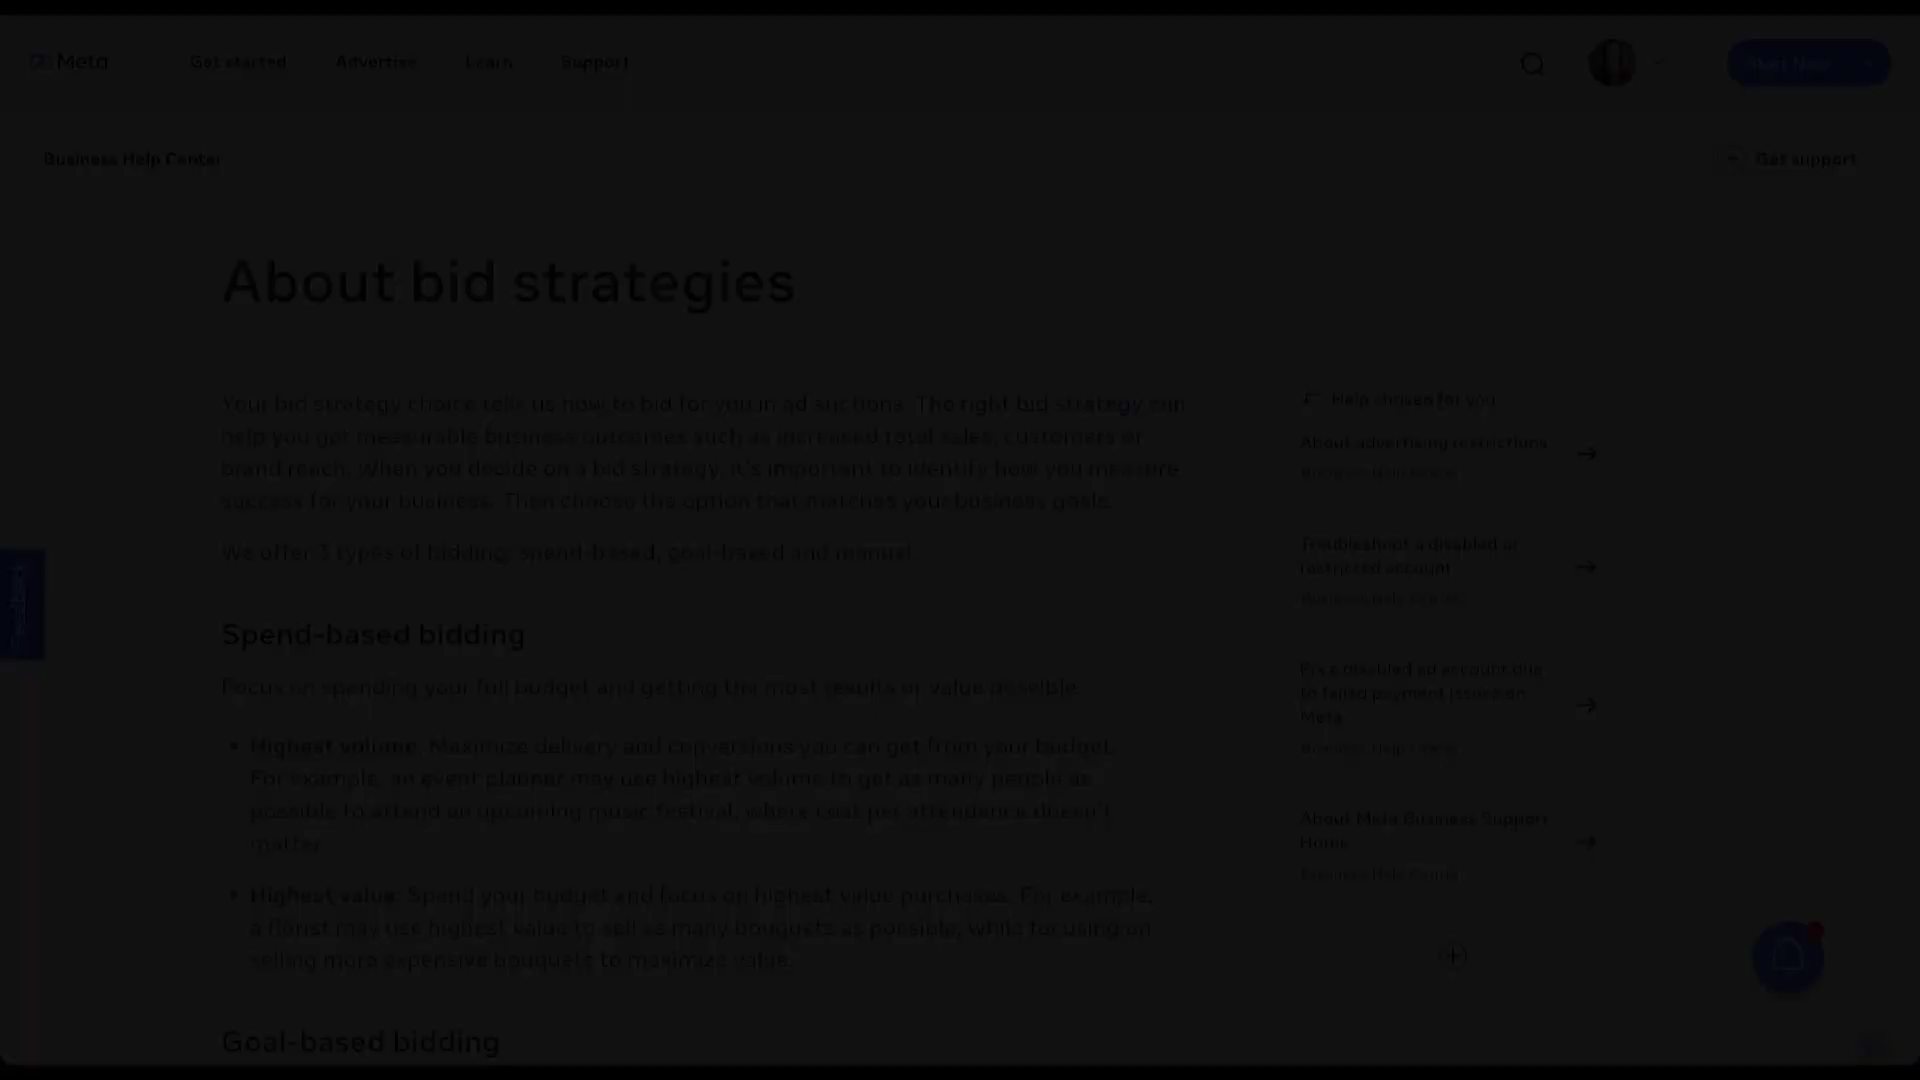 Meta
Get started
Advertise
Learn
Support
Start Now
Business Help Center
Get support
About bid strategies
Your bid strategy choice tells us how to bid for you in ad auctions. The right bid strategy can
help you get measurable business outcomes such as increased total sales, customers or
brand reach. When you decide on a bid strategy, it's important to identify how you measure
success for your business. Then choose the option that matches your business goals.
We offer 3 types of bidding: spend-based, goal-based and manual.
Spend-based bidding
Focus on spending your full budget and getting the most results or value possible.
• Highest volume: Maximize delivery and conversions you can get from your budget.
For example, an event planner may use highest volume to get as many people as
possible to attend an upcoming music festival, where cost per attendance doesn't
matter.
• Highest value: Spend your budget and focus on highest value purchases. For example,
a florist may use highest value to sell as many bouquets as possible, while focusing on
selling more expensive bouquets to maximize value.
Goal-based bidding
Help chosen for you
About advertising restrictions
Business Help Center
Troubleshoot a disabled or
restricted account
Business Help Center
Fix a disabled ad account due
to failed payment issues on
Meta
Business Help Center
About Meta Business Support
Home
Business Help Center
Feedback